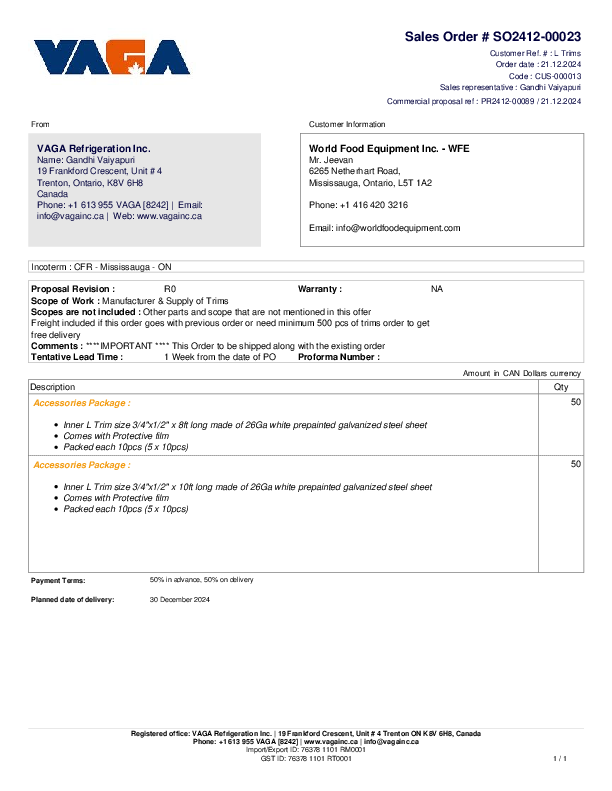 VAGA
Sales Order # SO2412-00023
Customer Ref. # : L Trims
Order date : 21.12.2024
Code : CUS-000013
Sales representative : Gandhi Vaiyapuri
Commercial proposal ref : PR2412-00089 / 21.12.2024
From
Customer Information
VAGA Refrigeration Inc.
Name: Gandhi Vaiyapuri
19 Frankford Crescent, Unit # 4
Trenton, Ontario, K8V 6H8
Canada
Phone: +1 613 955 VAGA [8242] | Email:
info@vagainc.ca | Web: www.vagainc.ca
World Food Equipment Inc. - WFE
Mr. Jeevan
6265 Netherhart Road,
Mississauga, Ontario, L5T 1A2
Phone: +1 416 420 3216
Email: info@worldfoodequipment.com
Incoterm : CFR - Mississauga - ON
Proposal Revision : R0 Warranty : NA
Scope of Work : Manufacturer & Supply of Trims
Scopes are not included : Other parts and scope that are not mentioned in this offer
Freight included if this order goes with previous order or need minimum 500 pcs of trims order to get
free delivery
Comments : ****IMPORTANT **** This Order to be shipped along with the existing order
Tentative Lead Time : 1 Week from the date of PO Proforma Number :
Amount in CAN Dollars currency
Description Qty
Accessories Package : 50
• Inner L Trim size 3/4"x1/2" x 8ft long made of 26Ga white prepainted galvanized steel sheet
• Comes with Protective film
• Packed each 10pcs (5 x 10pcs)
Accessories Package : 50
• Inner L Trim size 3/4"x1/2" x 10ft long made of 26Ga white prepainted galvanized steel sheet
• Comes with Protective film
• Packed each 10pcs (5 x 10pcs)
Payment Terms: 50% in advance, 50% on delivery
Planned date of delivery: 30 December 2024
Registered office: VAGA Refrigeration Inc. | 19 Frankford Crescent, Unit # 4 Trenton ON K8V 6H8, Canada
Phone: +1 613 955 VAGA [8242] | www.vagainc.ca | info@vagainc.ca
Import/Export ID: 76378 1101 RM0001
GST ID: 76378 1101 RT0001
1 / 1